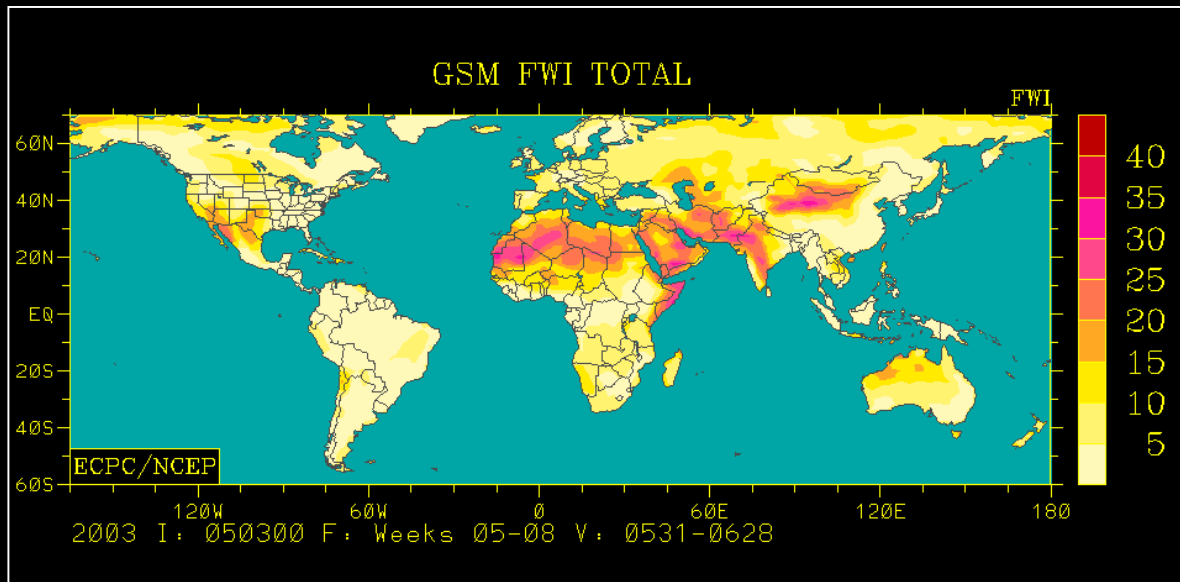 GSM FWI TOTAL
FWI
60N
40N
20N
EQ
20S
40S
60S
40
35
30
25
20
15
10
5
ECPC/NCEP
120W 60W 0 60E 120E 180
2003 I: 050300 F: Weeks 05-08 V: 0531-0628